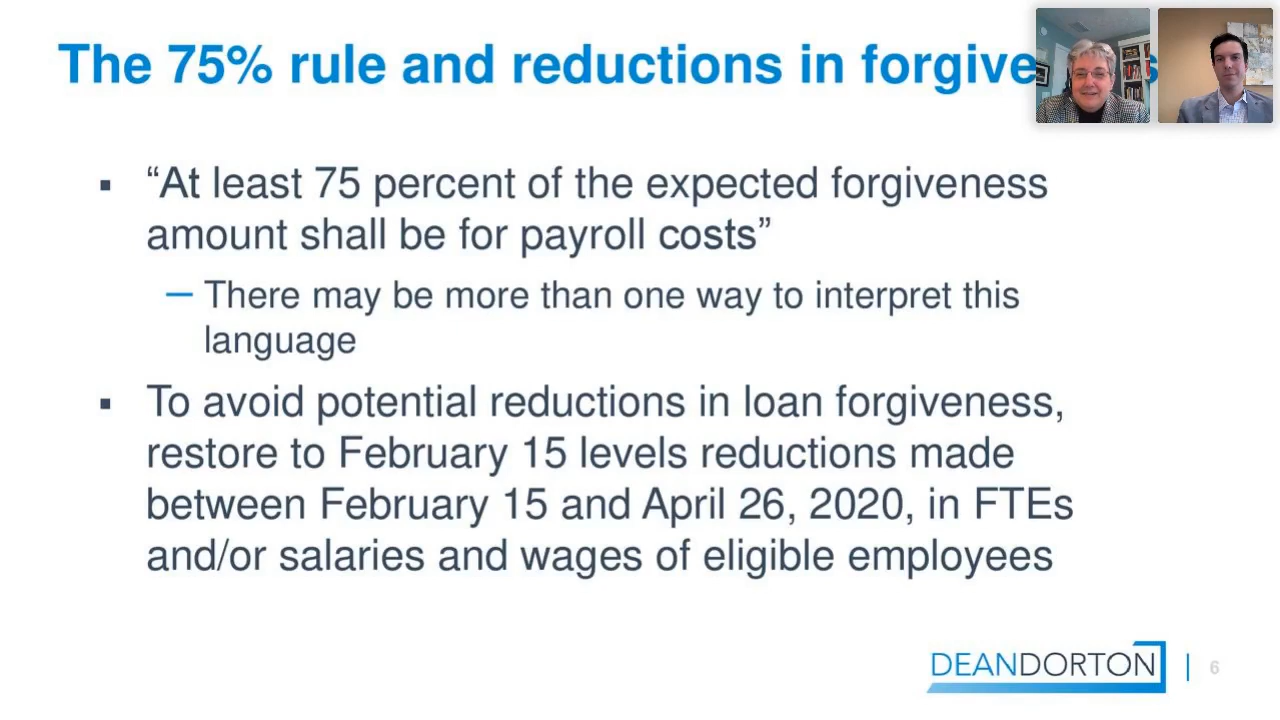 The 75% rule and reductions in forgive s
▪ “At least 75 percent of the expected forgiveness
amount shall be for payroll costs”
– There may be more than one way to interpret this
language
▪ To avoid potential reductions in loan forgiveness,
restore to February 15 levels reductions made
between February 15 and April 26, 2020, in FTEs
and/or salaries and wages of eligible employees
DEANDORTON | 6